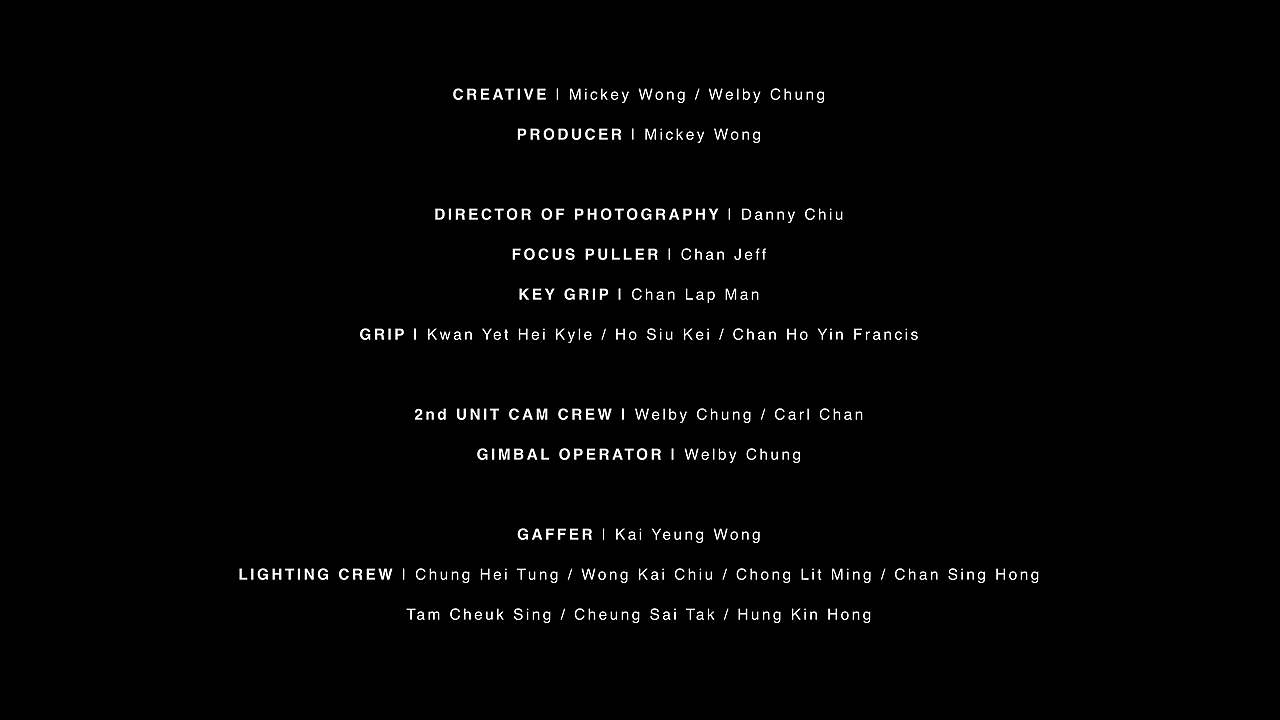 CREATIVE | Mickey Wong / Welby Chung
PRODUCER | Mickey Wong
DIRECTOR OF PHOTOGRAPHY | Danny Chiu
FOCUS PULLER | Chan Jeff
KEY GRIP | Chan Lap Man
GRIP | Kwan Yet Hei Kyle / Ho Siu Kei / Chan Ho Yin Francis
2nd UNIT CAM CREW | Welby Chung / Carl Chan
GIMBAL OPERATOR | Welby Chung
GAFFER | Kai Yeung Wong
LIGHTING CREW | Chung Hei Tung / Wong Kai Chiu / Chong Lit Ming / Chan Sing Hong
Tam Cheuk Sing / Cheung Sai Tak / Hung Kin Hong